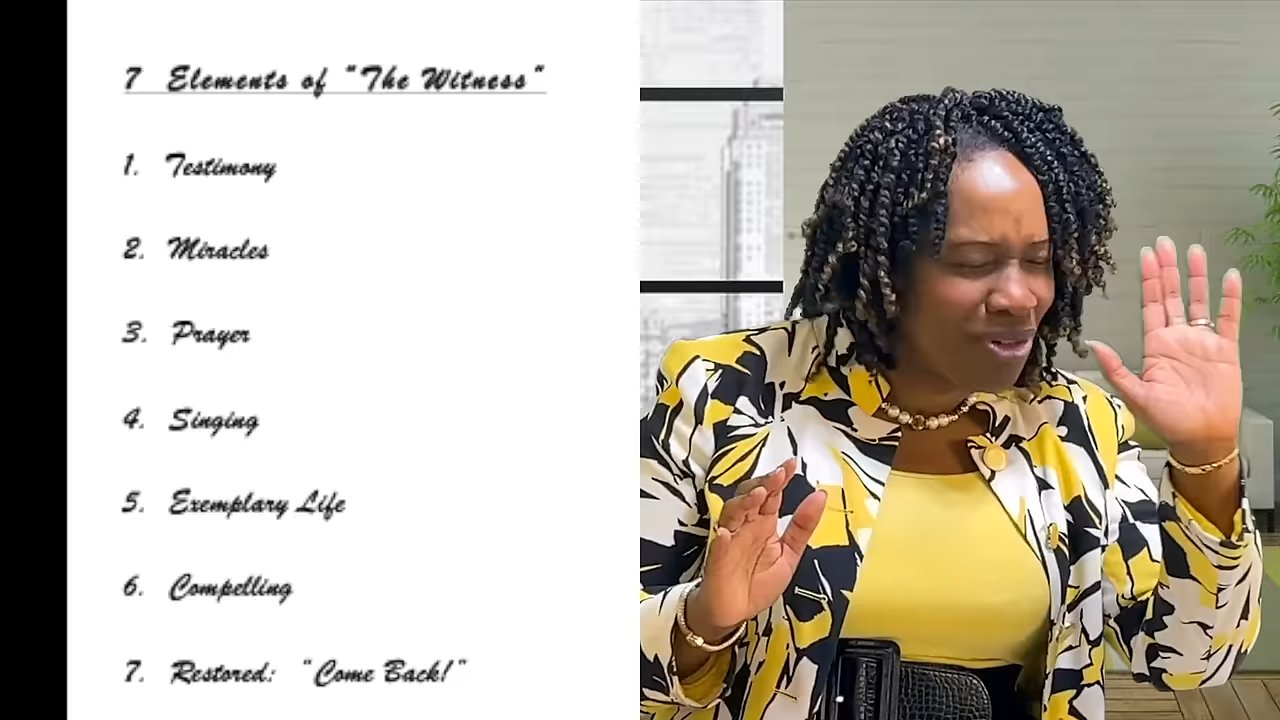 7 Elements of "The Witness"
1. Testimony
2. Miracles
3. Prayer
4. Singing
5. Exemplary Life
6. Compelling
7. Restored: "Come Back!"